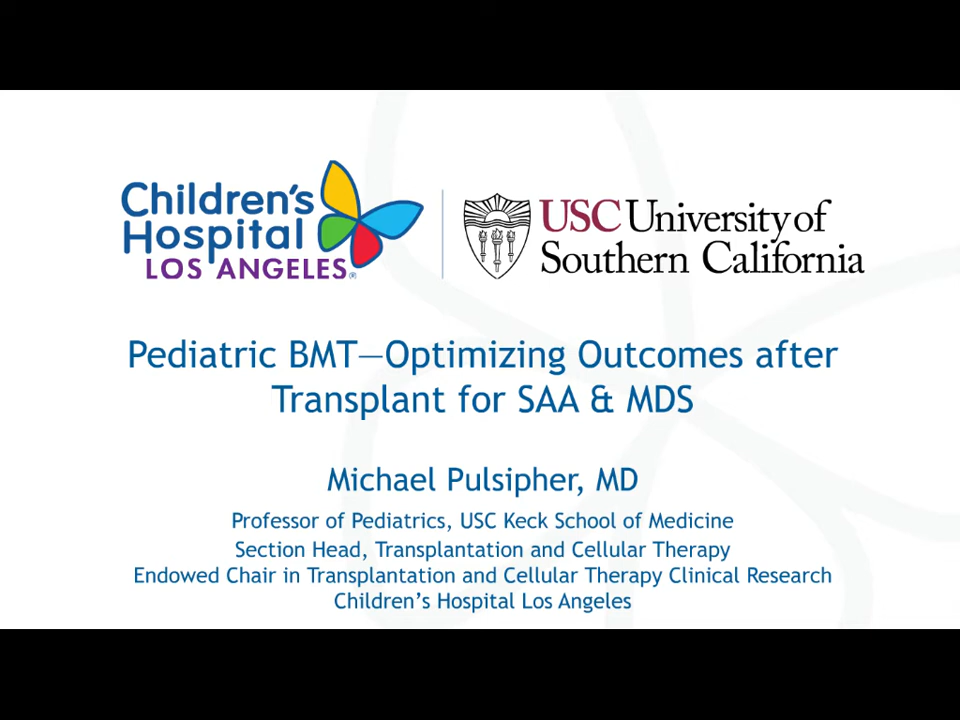 Children's
Hospital
LOS ANGELES®
USC University of
Southern California
Pediatric BMT—Optimizing Outcomes after
Transplant for SAA & MDS
Michael Pulsipher, MD
Professor of Pediatrics, USC Keck School of Medicine
Section Head, Transplantation and Cellular Therapy
Endowed Chair in Transplantation and Cellular Therapy Clinical Research
Children's Hospital Los Angeles